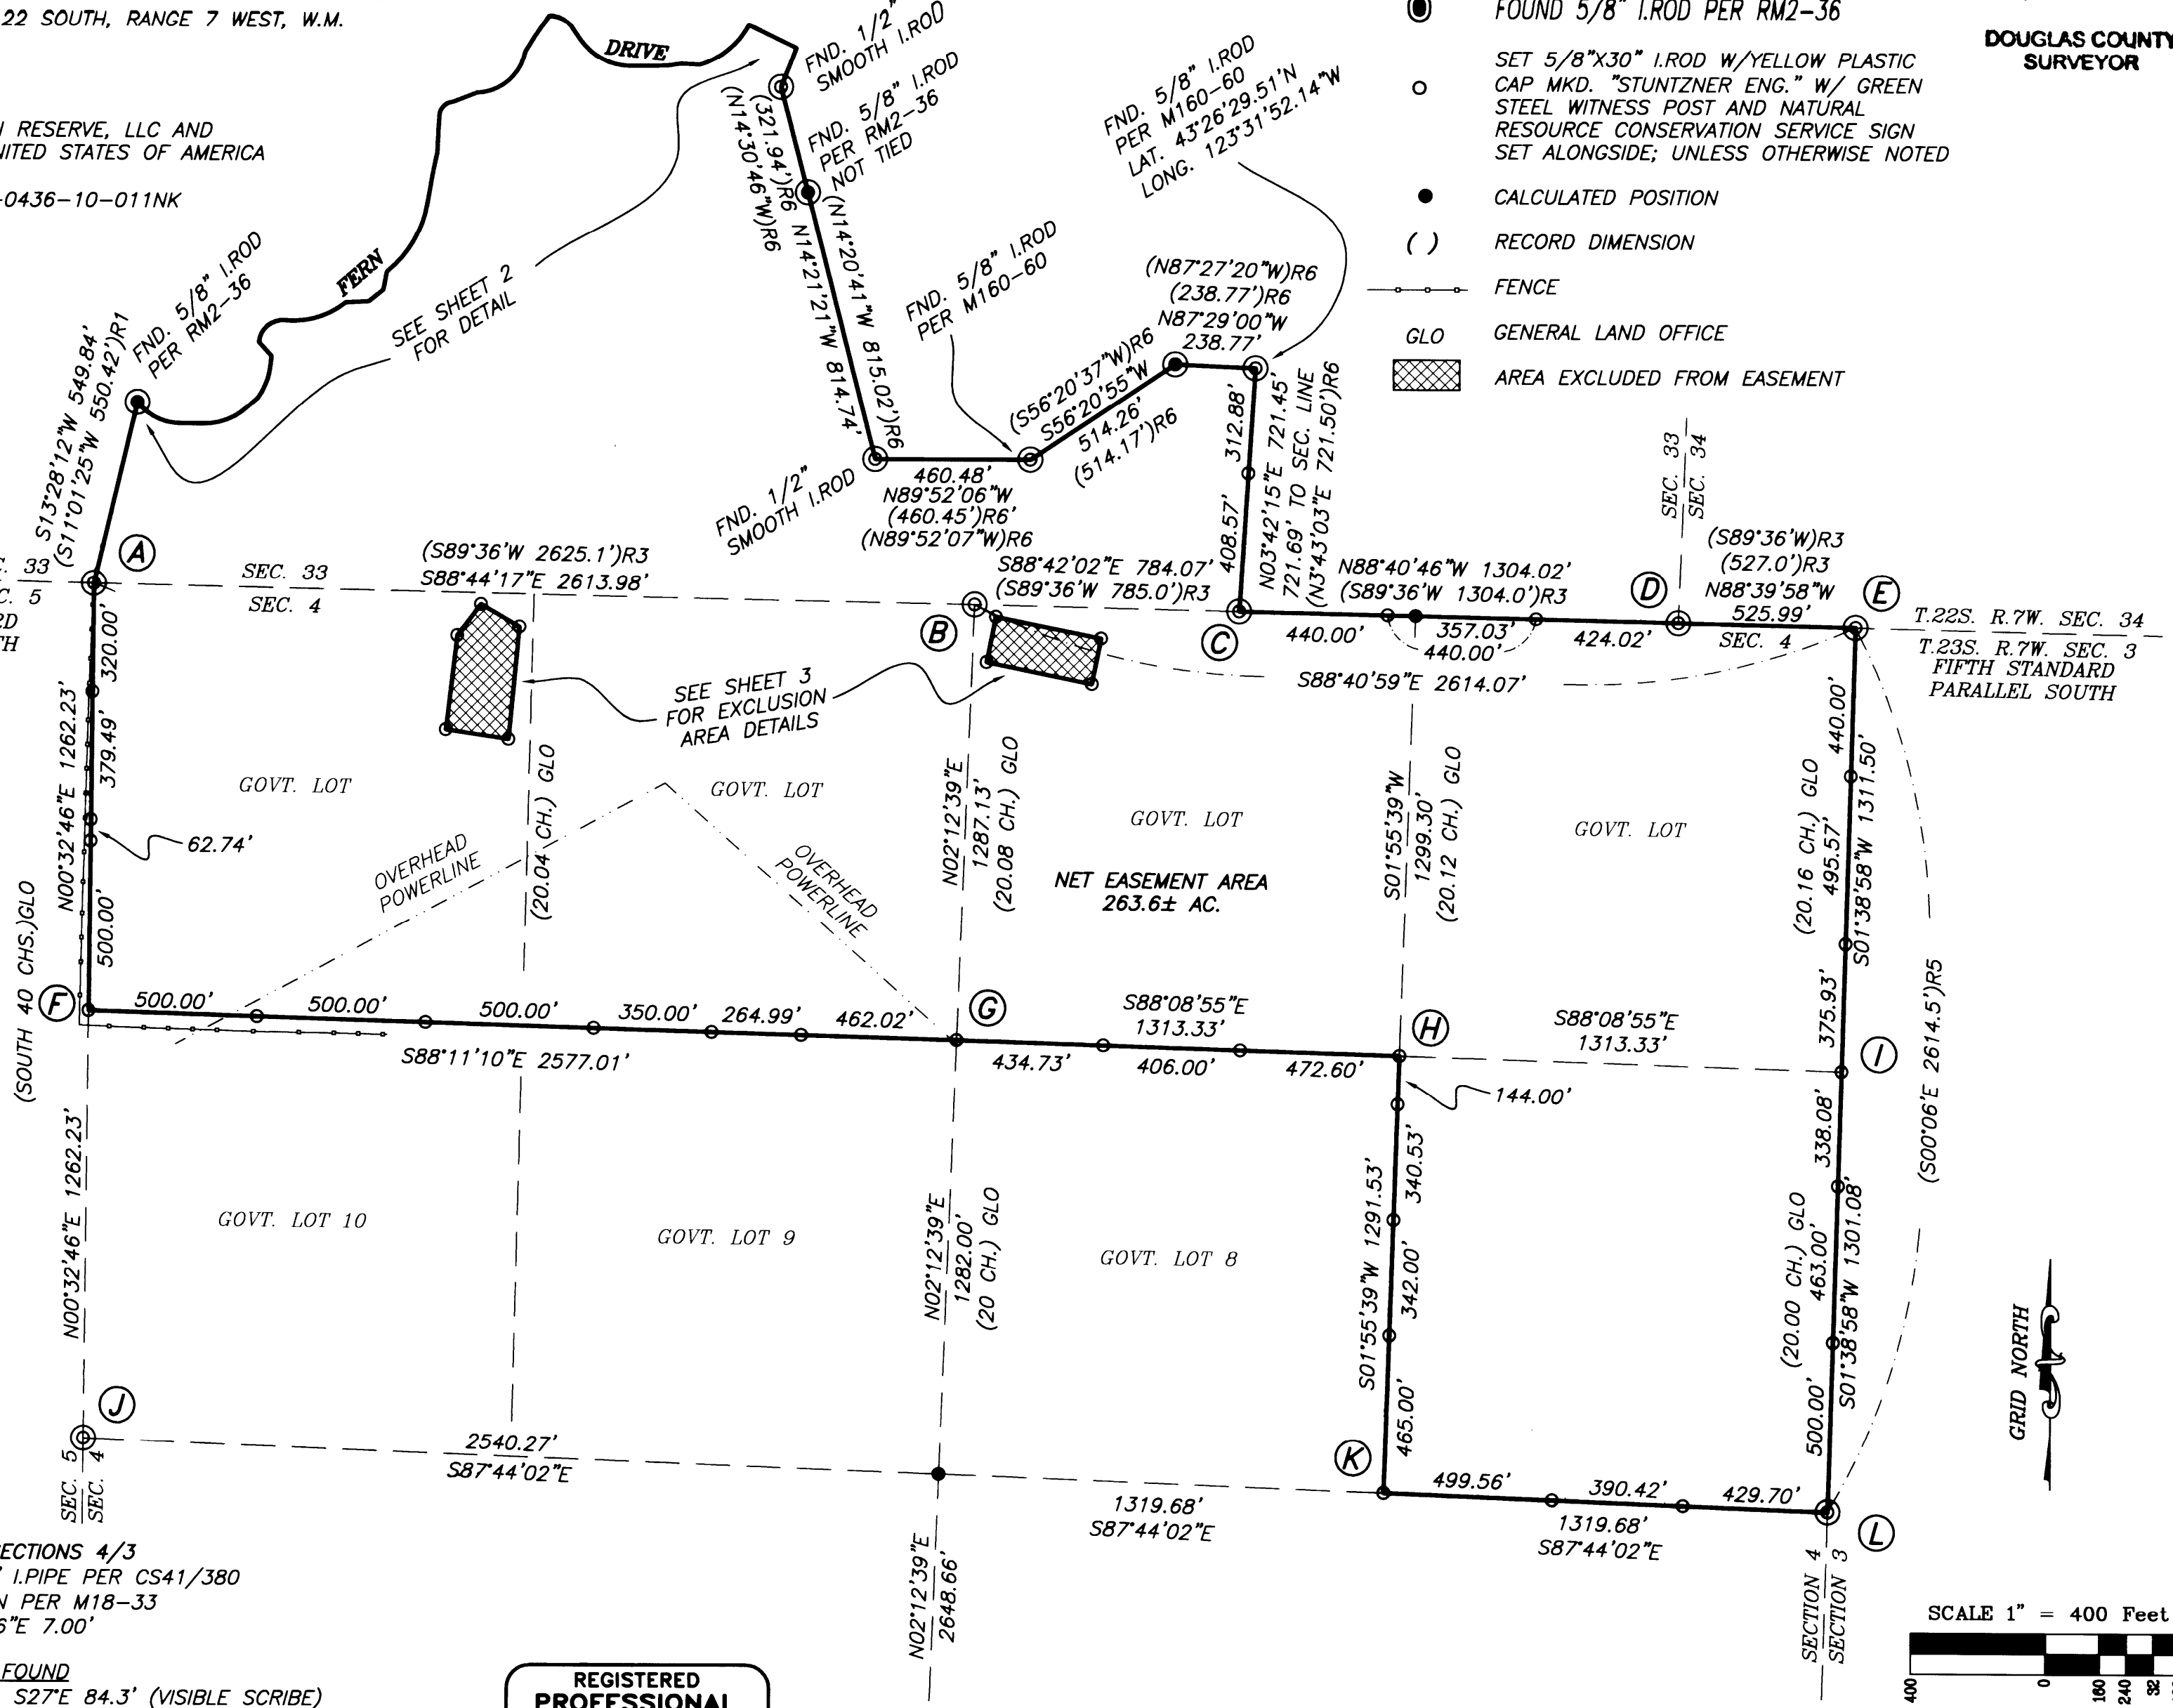 22 SOUTH, RANGE 7 WEST, W.M.
RESERVE, LLC AND
UNITED STATES OF AMERICA
-0436-10-011NK
FOUND 5/8" I.ROD PER RM2-36
SET 5/8"X30" I.ROD W/YELLOW PLASTIC
CAP MKD. "STUNTZNER ENG." W/ GREEN
STEEL WITNESS POST AND NATURAL
RESOURCE CONSERVATION SERVICE SIGN
SET ALONGSIDE; UNLESS OTHERWISE NOTED
CALCULATED POSITION
( ) RECORD DIMENSION
FENCE
GLO GENERAL LAND OFFICE
AREA EXCLUDED FROM EASEMENT
DOUGLAS COUNTY
SURVEYOR
DRIVE
FERN
FND. 1/2"
SMOOTH I.ROD
FND. 5/8" I.ROD
PER RM2-36
NOT TIED
(321.94')R6
(N14°30'46"W)R6
(N14°20'41"W 815.02')R6
N14°21'21"W 814.74'
FND. 5/8" I.ROD
PER M160-60
LAT. 43°26'29.51"N
LONG. 123°31'52.14"W
FND. 5/8" I.ROD
PER RM2-36
SEE SHEET 2
FOR DETAIL
FND. 5/8" I.ROD
PER M160-60
(N87°27'20"W)R6
(238.77')R6
N87°29'00"W
238.77'
(S56°20'37"W)R6
S56°20'55"W
514.26'
(514.17')R6
S13°28'12"W 549.84'
(S11°01'25"W 550.42')R1
FND. 1/2"
SMOOTH I.ROD
460.48'
N89°52'06"W
(460.45')R6'
(N89°52'07"W)R6
312.88'
408.57'
N03°42'15"E 721.45'
721.69' TO SEC. LINE
(N3°43'03"E 721.50')R6
SEC. 33
SEC. 34
A
SEC. 33
SEC. 4
(S89°36'W 2625.1')R3
S88°44'17"E 2613.98'
S88°42'02"E 784.07'
(S89°36'W 785.0')R3
N88°40'46"W 1304.02'
(S89°36'W 1304.0')R3
D
(S89°36'W)R3
(527.0')R3
N88°39'58"W
525.99'
E
B
C
440.00'
357.03'
440.00'
424.02'
SEC. 4
T.22S. R.7W. SEC. 34
T.23S. R.7W. SEC. 3
FIFTH STANDARD
PARALLEL SOUTH
S88°40'59"E 2614.07'
SEE SHEET 3
FOR EXCLUSION
AREA DETAILS
320.00'
379.49'
N00°32'46"E 1262.23'
62.74'
500.00'
(SOUTH 40 CHS.)GLO
GOVT. LOT
GOVT. LOT
GOVT. LOT
GOVT. LOT
(20.04 CH.) GLO
N02°12'39"E
1287.13'
(20.08 CH.) GLO
S01°55'39"W
1299.30'
(20.12 CH.) GLO
(20.16 CH.) GLO
440.00'
495.57'
S01°38'58"W 1311.50'
375.93'
OVERHEAD
POWERLINE
OVERHEAD
POWERLINE
NET EASEMENT AREA
263.6± AC.
(S00°06'E 2614.5')R5
F
500.00'
500.00'
500.00'
350.00'
264.99'
462.02'
S88°11'10"E 2577.01'
G
S88°08'55"E
1313.33'
434.73'
406.00'
472.60'
H
S88°08'55"E
1313.33'
I
144.00'
N00°32'46"E 1262.23'
GOVT. LOT 10
GOVT. LOT 9
GOVT. LOT 8
N02°12'39"E
1282.00'
(20 CH.) GLO
340.53'
342.00'
S01°55'39"W 1291.53'
465.00'
338.08'
(20.00 CH.) GLO
463.00'
S01°38'58"W 1301.08'
500.00'
GRID NORTH
J
SEC. 5
SEC. 4
2540.27'
S87°44'02"E
1319.68'
S87°44'02"E
K
499.56'
390.42'
429.70'
1319.68'
S87°44'02"E
L
N02°12'39"E
2648.66'
SECTION 4
SECTION 3
SECTIONS 4/3
I.PIPE PER CS41/380
PER M18-33
6"E 7.00'
FOUND
S27°E 84.3' (VISIBLE SCRIBE)
REGISTERED
PROFESSIONAL
SCALE 1" = 400 Feet
400
0
160
240